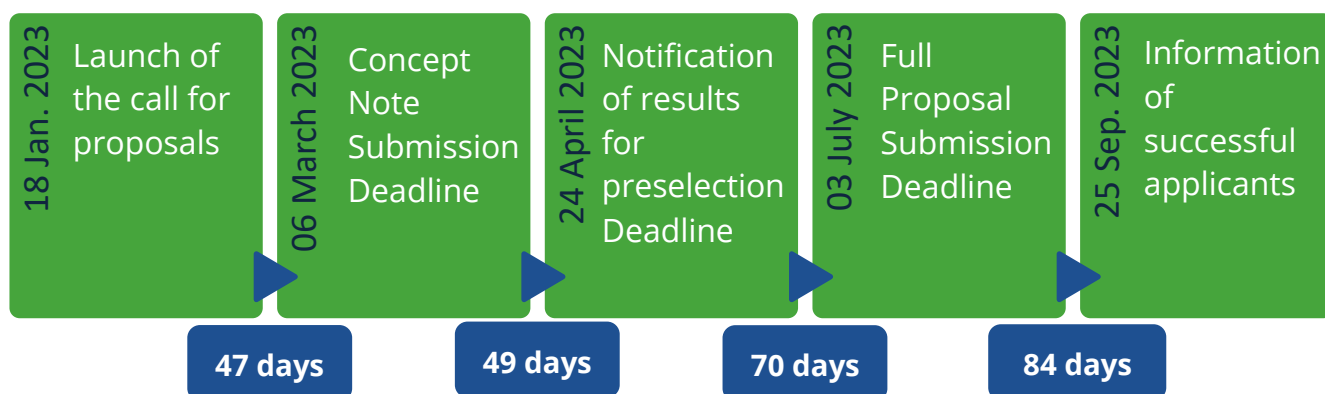 18 Jan. 2023
Launch of
the call for
proposals
06 March 2023
Concept
Note
Submission
Deadline
24 April 2023
Notification
of results
for
preselection
Deadline
03 July 2023
Full
Proposal
Submission
Deadline
25 Sep. 2023
Information
of
successful
applicants
47 days
49 days
70 days
84 days